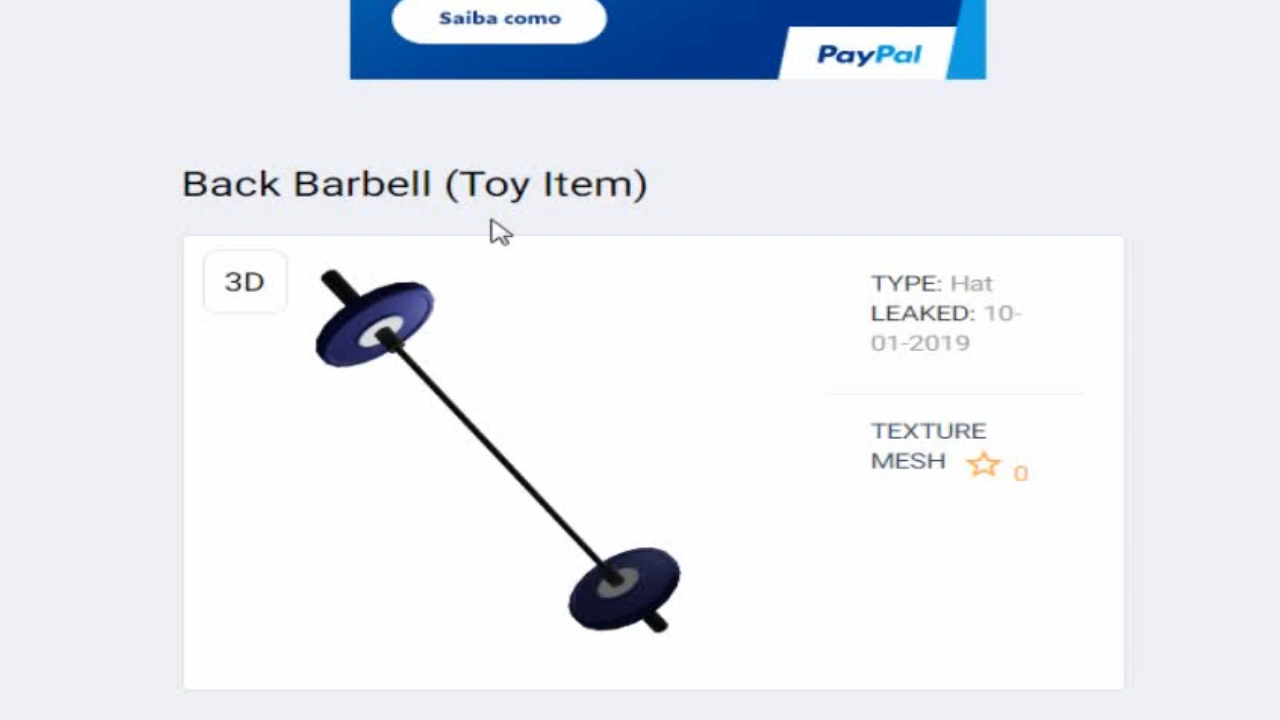 Saiba como
PayPal
Back Barbell (Toy Item)
3D
TYPE: Hat
LEAKED: 10-
01-2019
TEXTURE
MESH 0